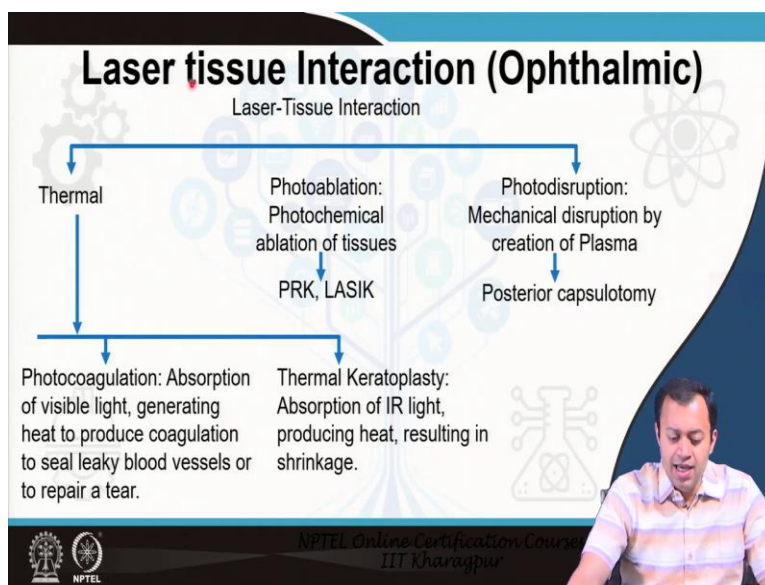 Laser tissue Interaction (Ophthalmic)
Laser-Tissue Interaction
Thermal
Photoablation:
Photochemical
ablation of tissues
PRK, LASIK
Photodisruption:
Mechanical disruption by
creation of Plasma
Posterior capsulotomy
Photocoagulation: Absorption
of visible light, generating
heat to produce coagulation
to seal leaky blood vessels or
to repair a tear.
Thermal Keratoplasty:
Absorption of IR light,
producing heat, resulting in
shrinkage.
NPTEL
NPTEL Online Certification Courses
IIT Kharagpur